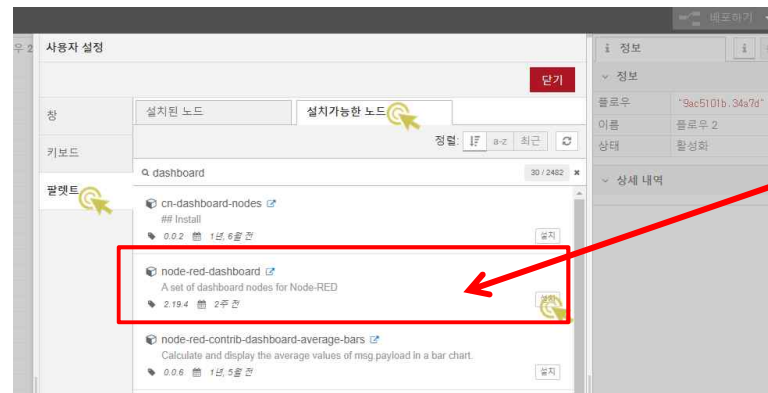 배포하기
우 2
사용자 설정
i 정보
i
닫기
정보
플로우 "9ac5101b.34a7d"
이름 플로우 2
상태 활성화
상세 내역
창
키보드
팔렛트
설치된 노드
설치가능한 노드
정렬: a-z 최근
dashboard 30 / 2482 ×
cn-dashboard-nodes
## Install
0.0.2 1년, 6월 전 설치
node-red-dashboard
A set of dashboard nodes for Node-RED
2.19.4 2주 전 설치
node-red-contrib-dashboard-average-bars
Calculate and display the average values of msg.payload in a bar chart.
0.0.6 1년, 5월 전 설치